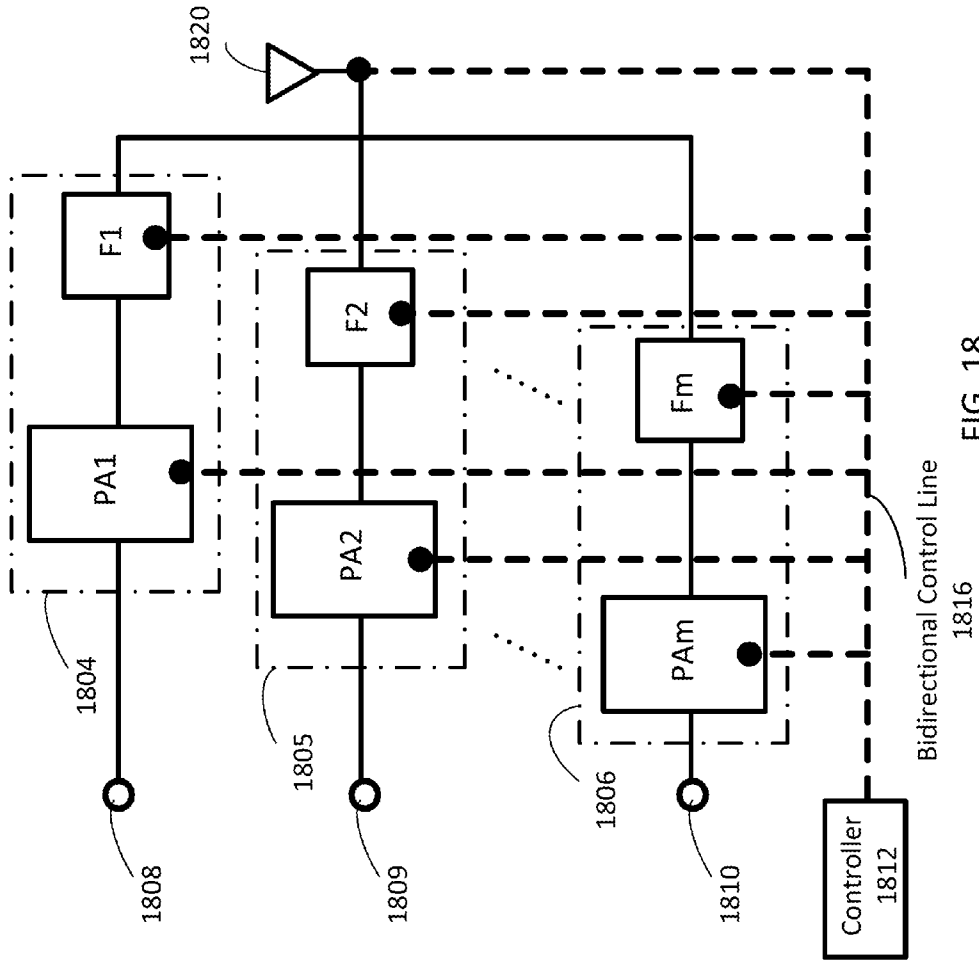 1820
1804
PA1
F1
1808
1805
PA2
F2
1809
1806
PAm
Fm
1810
Controller
1812
Bidirectional Control Line
1816
FIG. 18